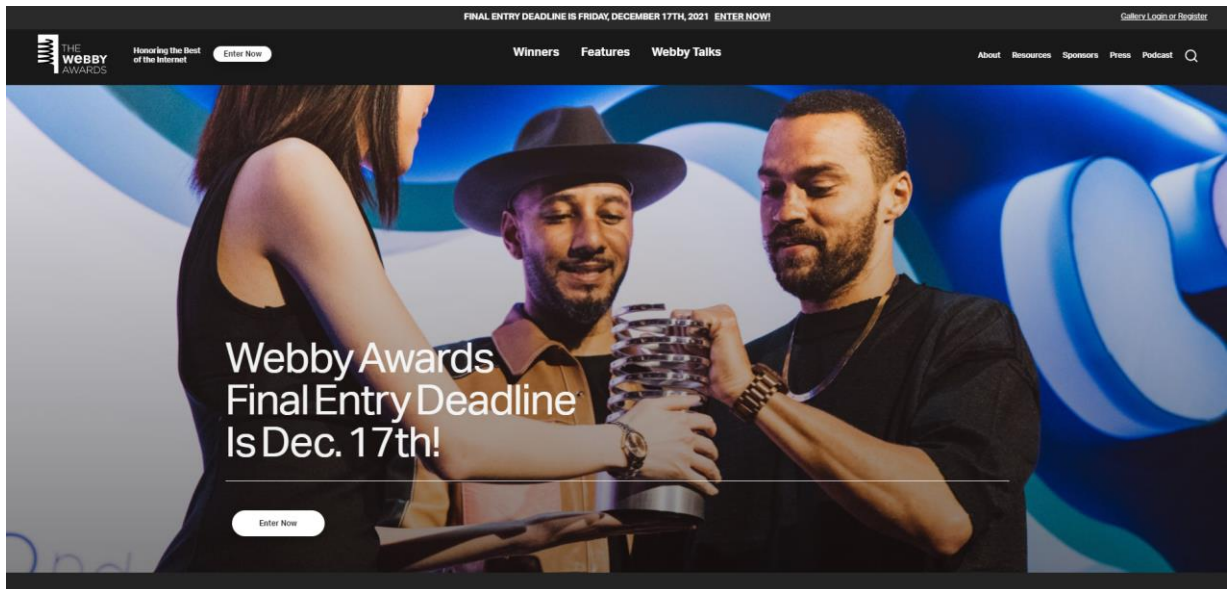 FINAL ENTRY DEADLINE IS FRIDAY, DECEMBER 17TH, 2021 ENTER NOW!
Gallery Login or Register
THE
WEBBY
AWARDS
Honoring the Best
of the Internet
Enter Now
Winners Features Webby Talks
About Resources Sponsors Press Podcast
Webby Awards
Final Entry Deadline
Is Dec. 17th!
Enter Now